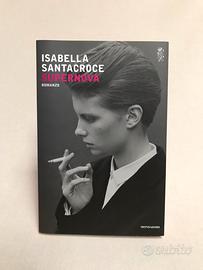 ISABELLA
SANTACROCE
SUPERNOVA
ROMANZO
MONDADORI
subito